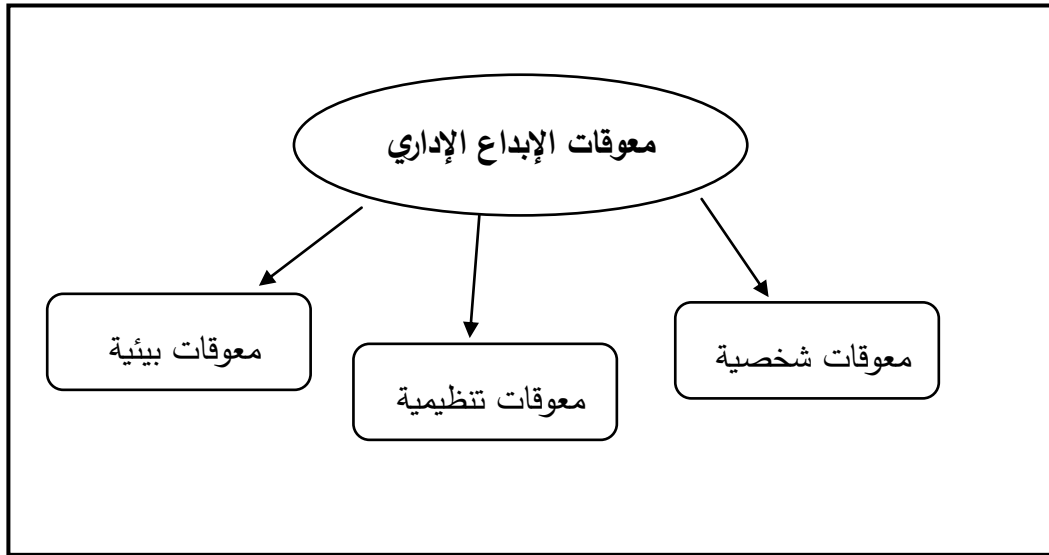 معوقات الإبداع الإداري
معوقات شخصية
معوقات تنظيمية
معوقات بيئية